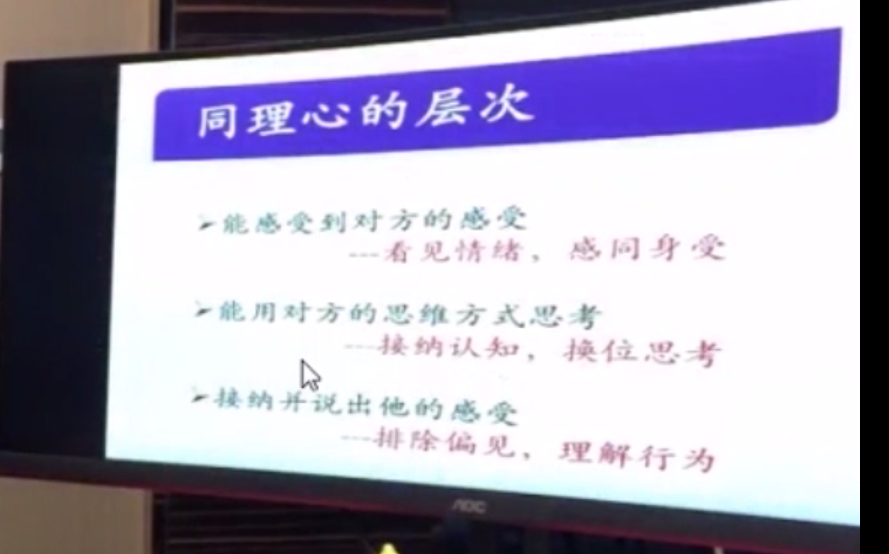 同理心的层次
➢能感受到对方的感受
---看见情绪，感同身受
➢能用对方的思维方式思考
---接纳认知，换位思考
➢接纳并说出他的感受
---排除偏见，理解行为
AOC